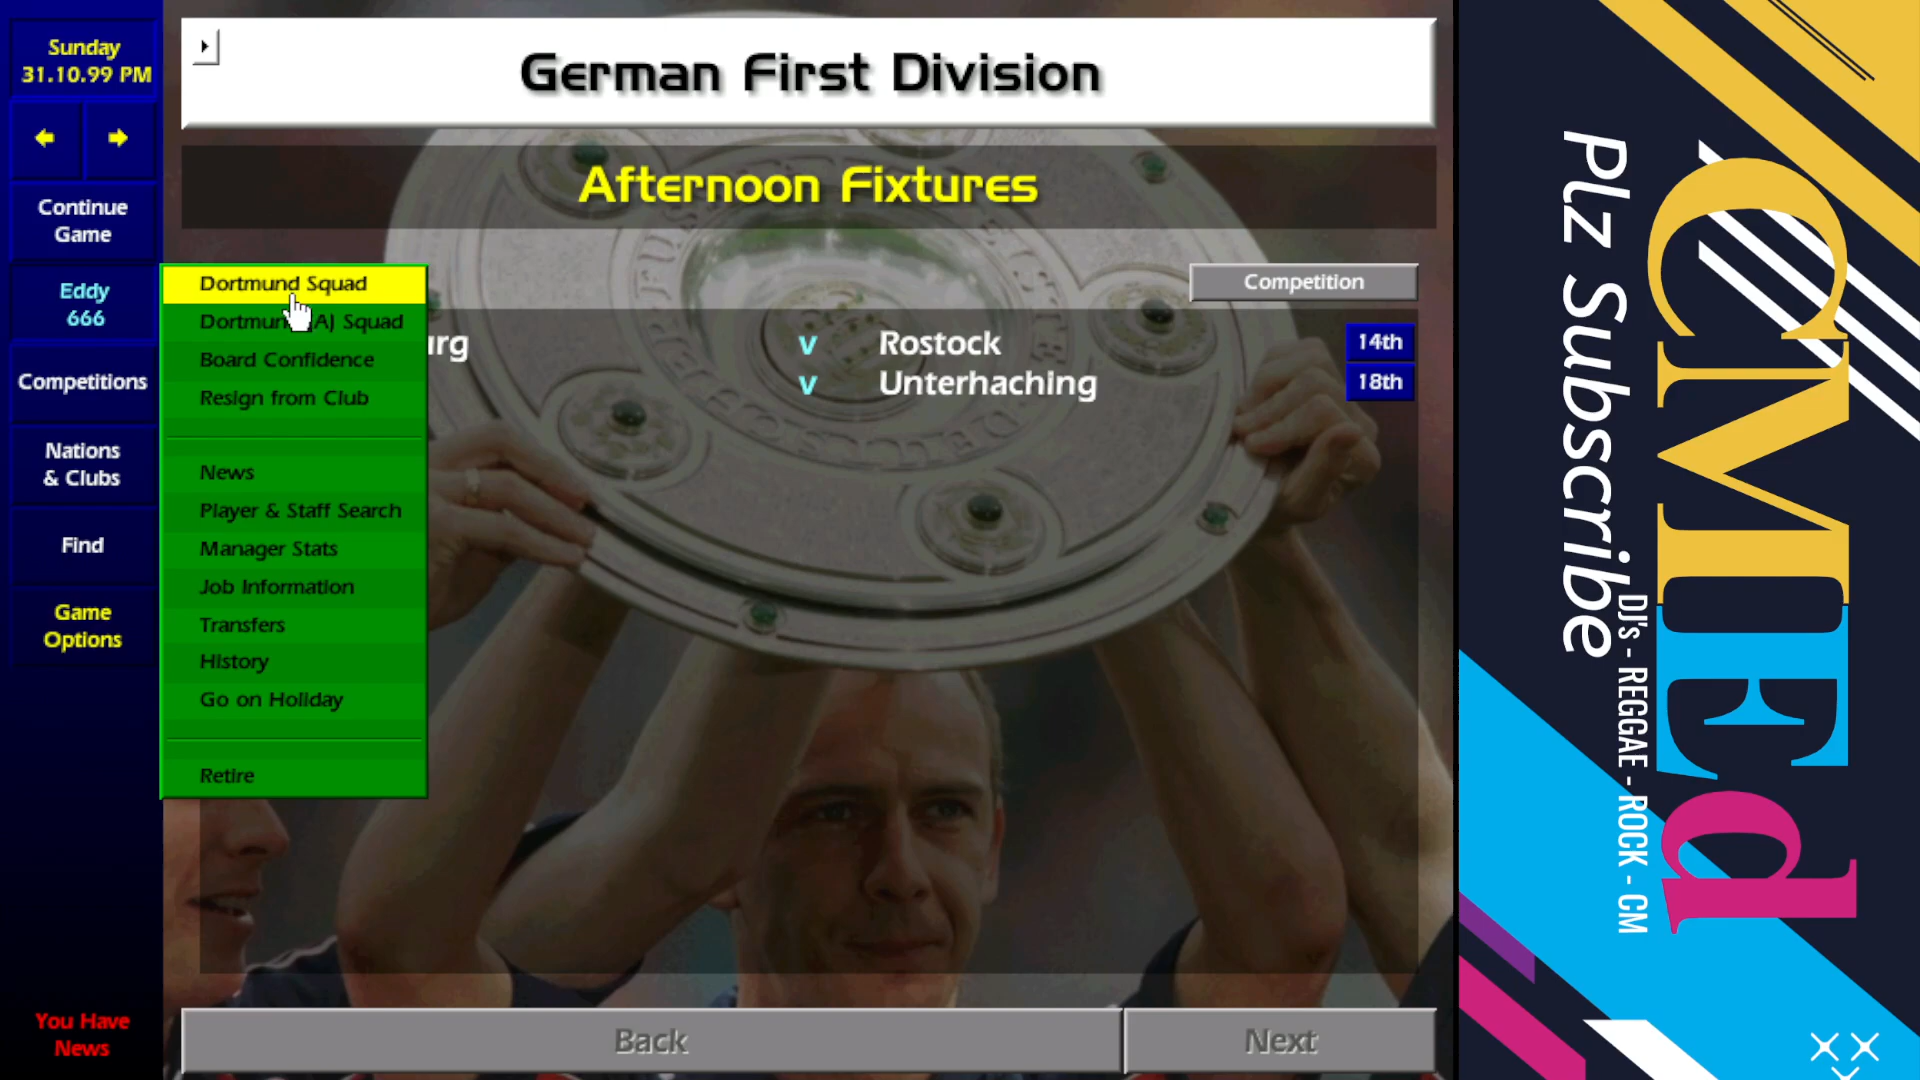 Sunday
31.10.99 PM
Continue
Game
Eddy
666
Competitions
Nations
& Clubs
Find
Game
Options
You Have
News
German First Division
Afternoon Fixtures
Competition
Dortmund Squad
Squad
Board Confidence
Resign from Club
News
Player & Staff Search
Manager Stats
Job Information
Transfers
History
Go on Holiday
Retire
v Rostock 14th
v Unterhaching 18th
Back
Next
CMEd
Plz Subscribe
DJ's - REGGAE - ROCK - CM